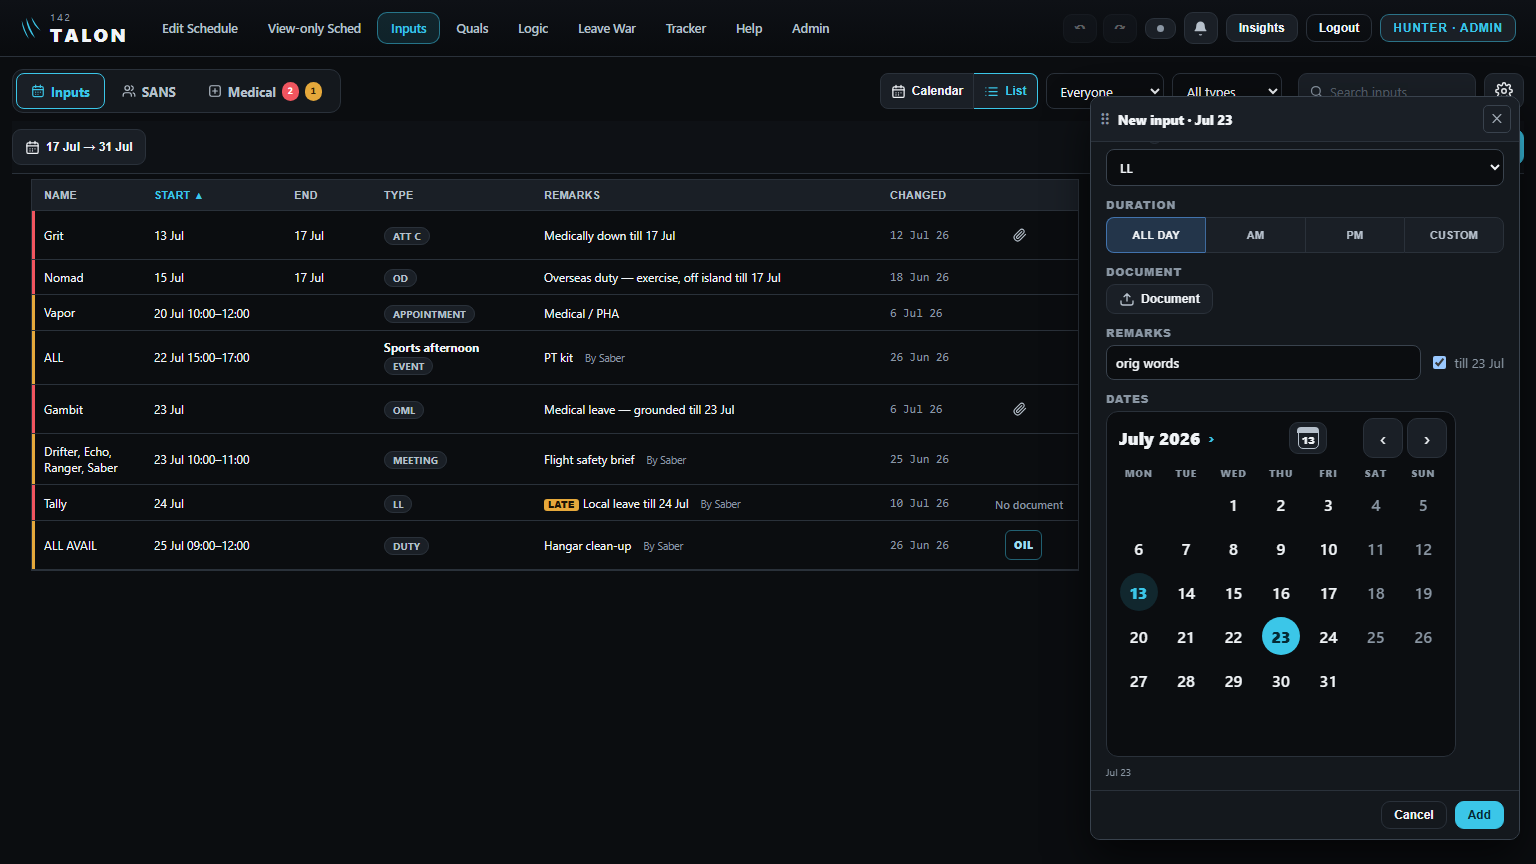 142
TALON
Edit Schedule
View-only Sched
Inputs
Quals
Logic
Leave War
Tracker
Help
Admin
Insights
Logout
HUNTER · ADMIN
Inputs
SANS
Medical 2 1
Calendar
List
Everyone
All types
Search inputs
17 Jul → 31 Jul
NAME START ▲ END TYPE REMARKS CHANGED
Grit 13 Jul 17 Jul ATT C Medically down till 17 Jul 12 Jul 26
Nomad 15 Jul 17 Jul OD Overseas duty — exercise, off island till 17 Jul 18 Jun 26
Vapor 20 Jul 10:00–12:00 APPOINTMENT Medical / PHA 6 Jul 26
ALL 22 Jul 15:00–17:00 Sports afternoon EVENT PT kit By Saber 26 Jun 26
Gambit 23 Jul OML Medical leave — grounded till 23 Jul 6 Jul 26
Drifter, Echo,
Ranger, Saber 23 Jul 10:00–11:00 MEETING Flight safety brief By Saber 25 Jun 26
Tally 24 Jul LL LATE Local leave till 24 Jul By Saber 10 Jul 26 No document
ALL AVAIL 25 Jul 09:00–12:00 DUTY Hangar clean-up By Saber 26 Jun 26 OIL
New input · Jul 23
LL
DURATION
ALL DAY AM PM CUSTOM
DOCUMENT
Document
REMARKS
orig words
till 23 Jul
DATES
July 2026 ›
13
‹ ›
MON TUE WED THU FRI SAT SUN
1 2 3 4 5
6 7 8 9 10 11 12
13 14 15 16 17 18 19
20 21 22 23 24 25 26
27 28 29 30 31
Jul 23
Cancel
Add